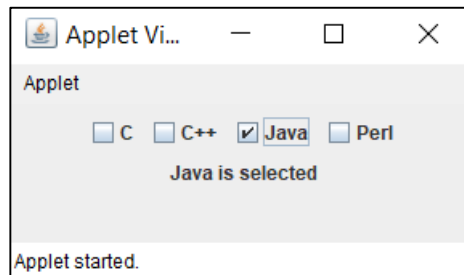 Applet Vi...
Applet
C C++ Java Perl
Java is selected
Applet started.